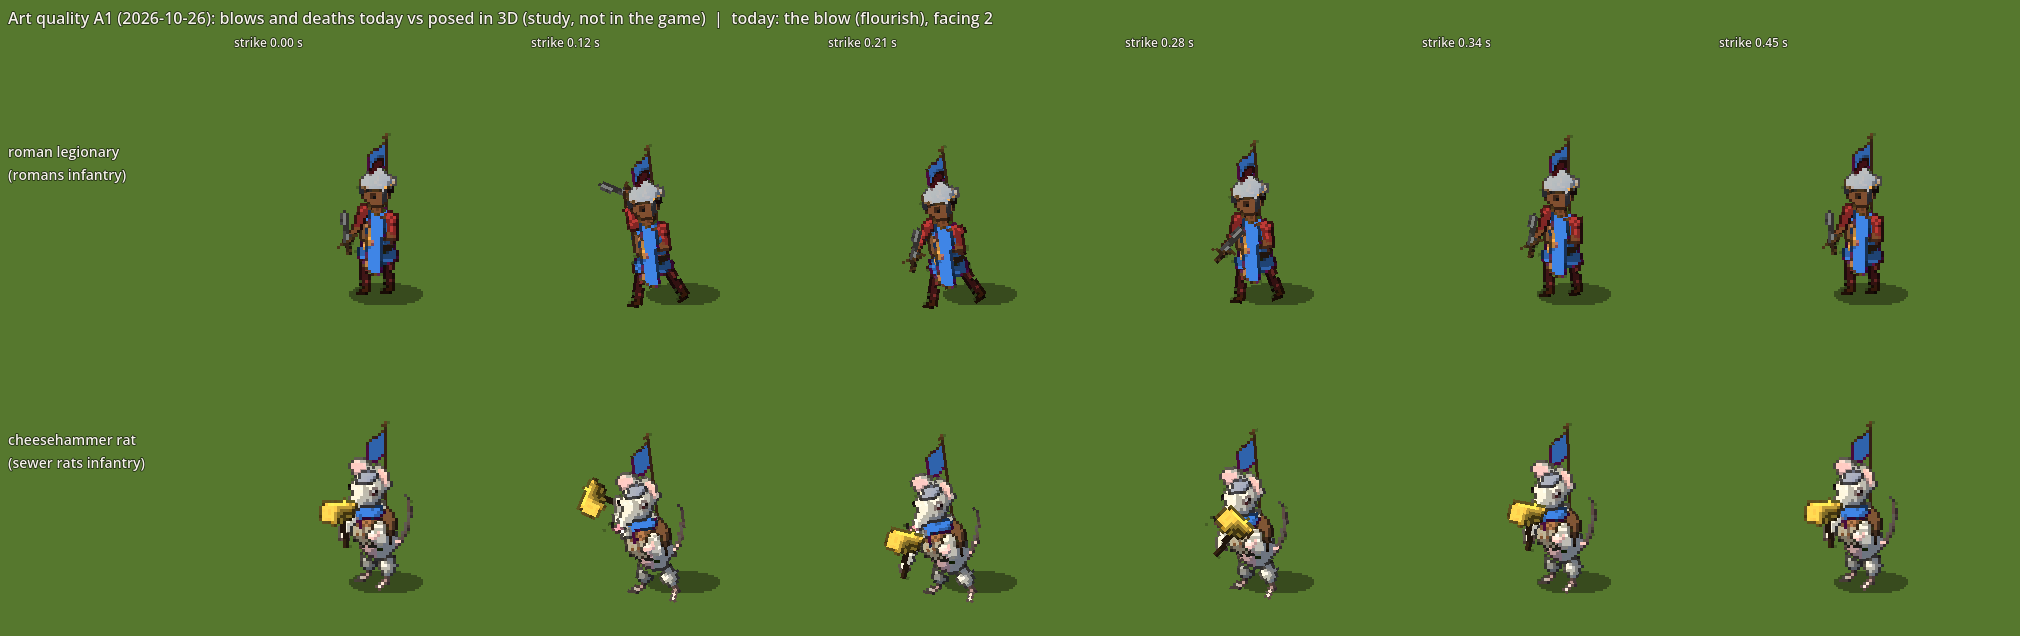 Art quality A1 (2026-10-26): blows and deaths today vs posed in 3D (study, not in the game)  |  today: the blow (flourish), facing 2
strike 0.00 s
strike 0.12 s
strike 0.21 s
strike 0.28 s
strike 0.34 s
strike 0.45 s
roman legionary
(romans infantry)
cheesehammer rat
(sewer rats infantry)